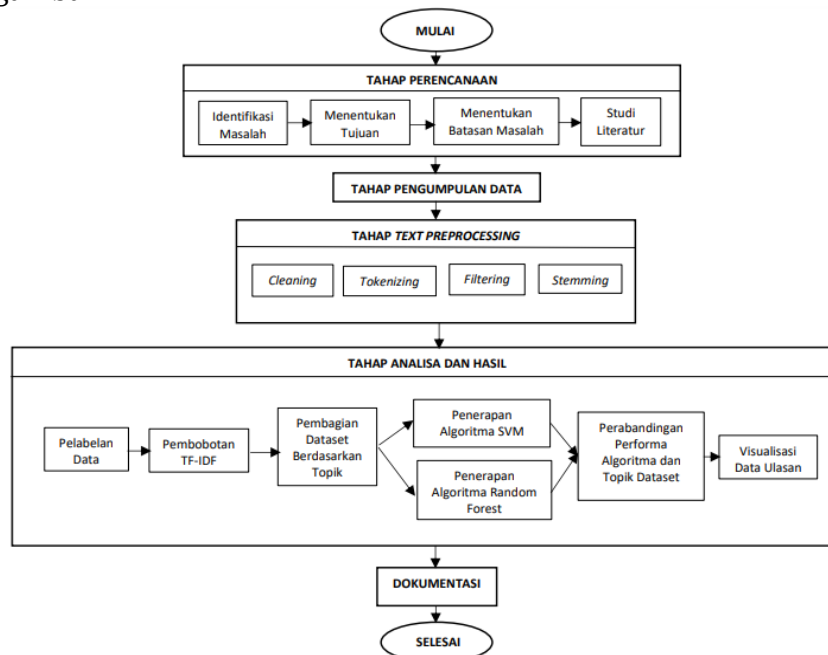 MULAI
TAHAP PERENCANAAN
Identifikasi
Masalah
Menentukan
Tujuan
Menentukan
Batasan Masalah
Studi
Literatur
TAHAP PENGUMPULAN DATA
TAHAP TEXT PREPROCESSING
Cleaning
Tokenizing
Filtering
Stemming
TAHAP ANALISA DAN HASIL
Pelabelan
Data
Pembobotan
TF-IDF
Pembagian
Dataset
Berdasarkan
Topik
Penerapan
Algoritma SVM
Penerapan
Algoritma Random
Forest
Perabandingan
Performa
Algoritma dan
Topik Dataset
Visualisasi
Data Ulasan
DOKUMENTASI
SELESAI